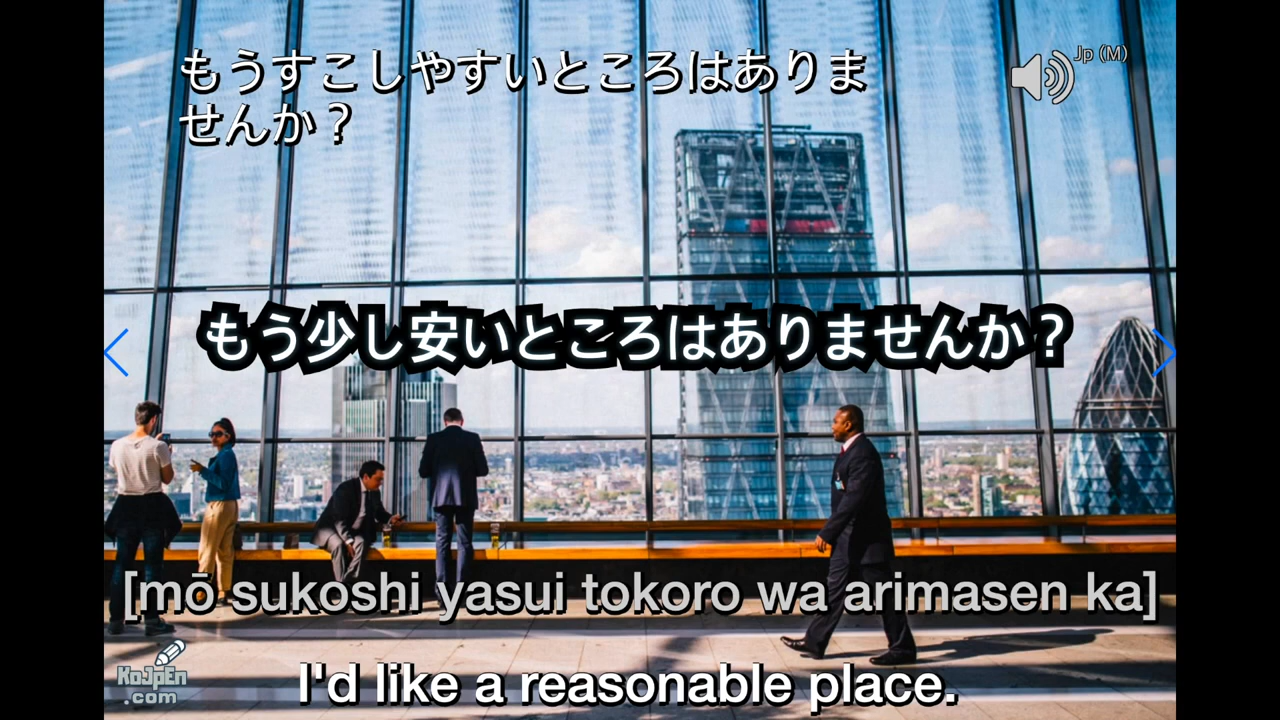 もうすこしやすいところはありま
せんか？
Jp (M)
もう少し安いところはありませんか？
[mō sukoshi yasui tokoro wa arimasen ka]
KoJpEn
.com
I'd like a reasonable place.